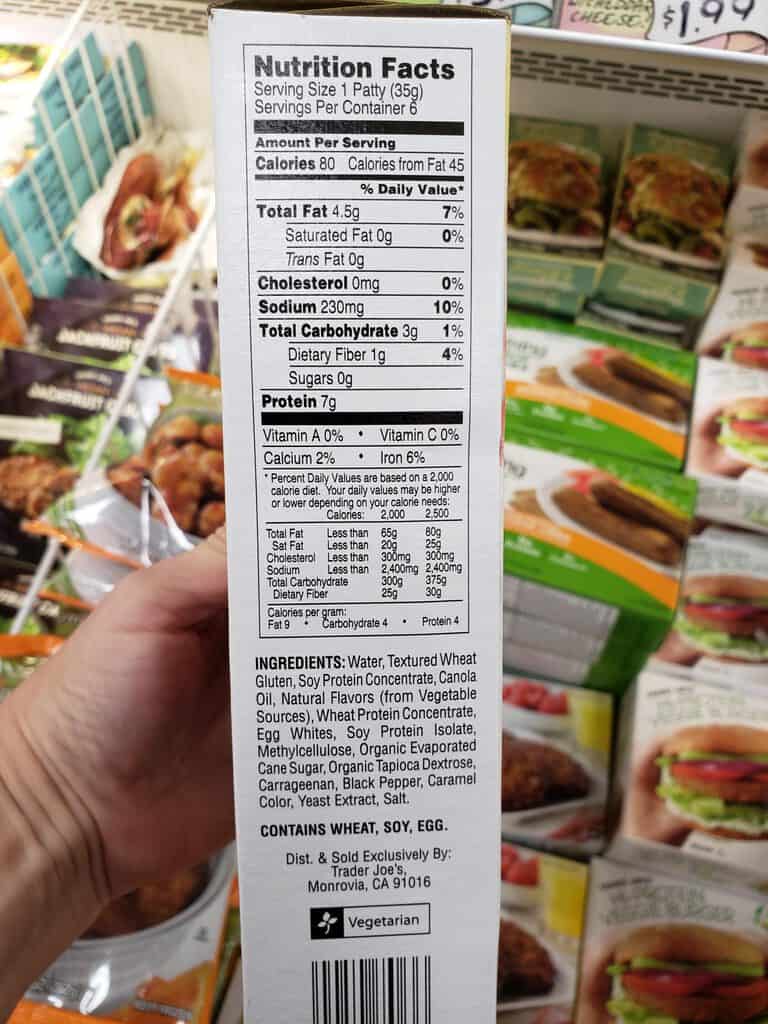 CHEESE
$1.99
Nutrition Facts
Serving Size 1 Patty (35g)
Servings Per Container 6
Amount Per Serving
Calories 80 Calories from Fat 45
% Daily Value*
Total Fat 4.5g 7%
Saturated Fat 0g 0%
Trans Fat 0g
Cholesterol 0mg 0%
Sodium 230mg 10%
Total Carbohydrate 3g 1%
Dietary Fiber 1g 4%
Sugars 0g
Protein 7g
Vitamin A 0% • Vitamin C 0%
Calcium 2% • Iron 6%
* Percent Daily Values are based on a 2,000
calorie diet. Your daily values may be higher
or lower depending on your calorie needs:
Calories: 2,000 2,500
Total Fat Less than 65g 80g
Sat Fat Less than 20g 25g
Cholesterol Less than 300mg 300mg
Sodium Less than 2,400mg 2,400mg
Total Carbohydrate 300g 375g
Dietary Fiber 25g 30g
Calories per gram:
Fat 9 • Carbohydrate 4 • Protein 4
INGREDIENTS: Water, Textured Wheat
Gluten, Soy Protein Concentrate, Canola
Oil, Natural Flavors (from Vegetable
Sources), Wheat Protein Concentrate,
Egg Whites, Soy Protein Isolate,
Methylcellulose, Organic Evaporated
Cane Sugar, Organic Tapioca Dextrose,
Carrageenan, Black Pepper, Caramel
Color, Yeast Extract, Salt.
CONTAINS WHEAT, SOY, EGG.
Dist. & Sold Exclusively By:
Trader Joe's,
Monrovia, CA 91016
Vegetarian
JACKFRUIT